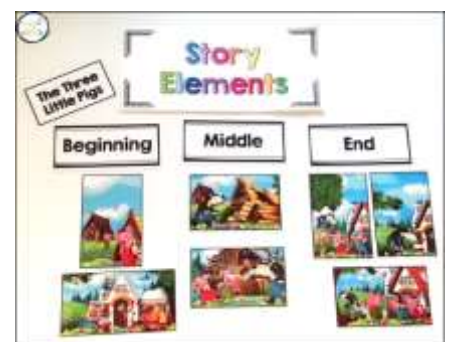 Story
Elements
The Three
Little Pigs
Beginning
Middle
End